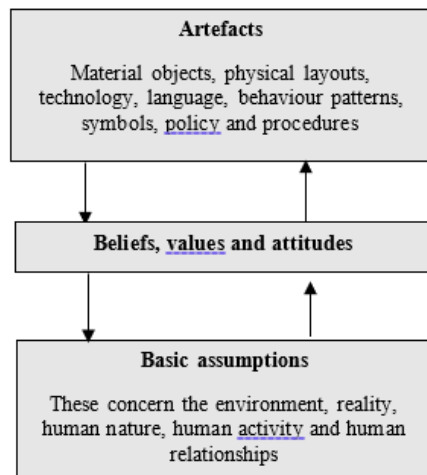 Artefacts
Material objects, physical layouts,
technology, language, behaviour patterns,
symbols, policy and procedures
Beliefs, values and attitudes
Basic assumptions
These concern the environment, reality,
human nature, human activity and human
relationships